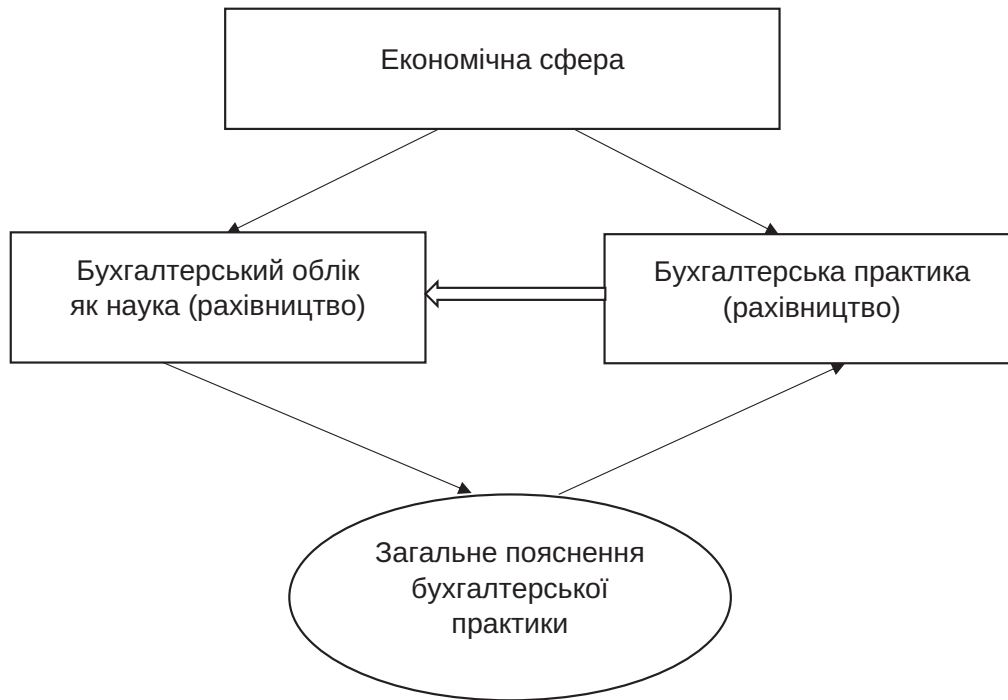 Економічна сфера
Бухгалтерський облік
як наука (рахівництво)
Бухгалтерська практика
(рахівництво)
Загальне пояснення
бухгалтерської
практики